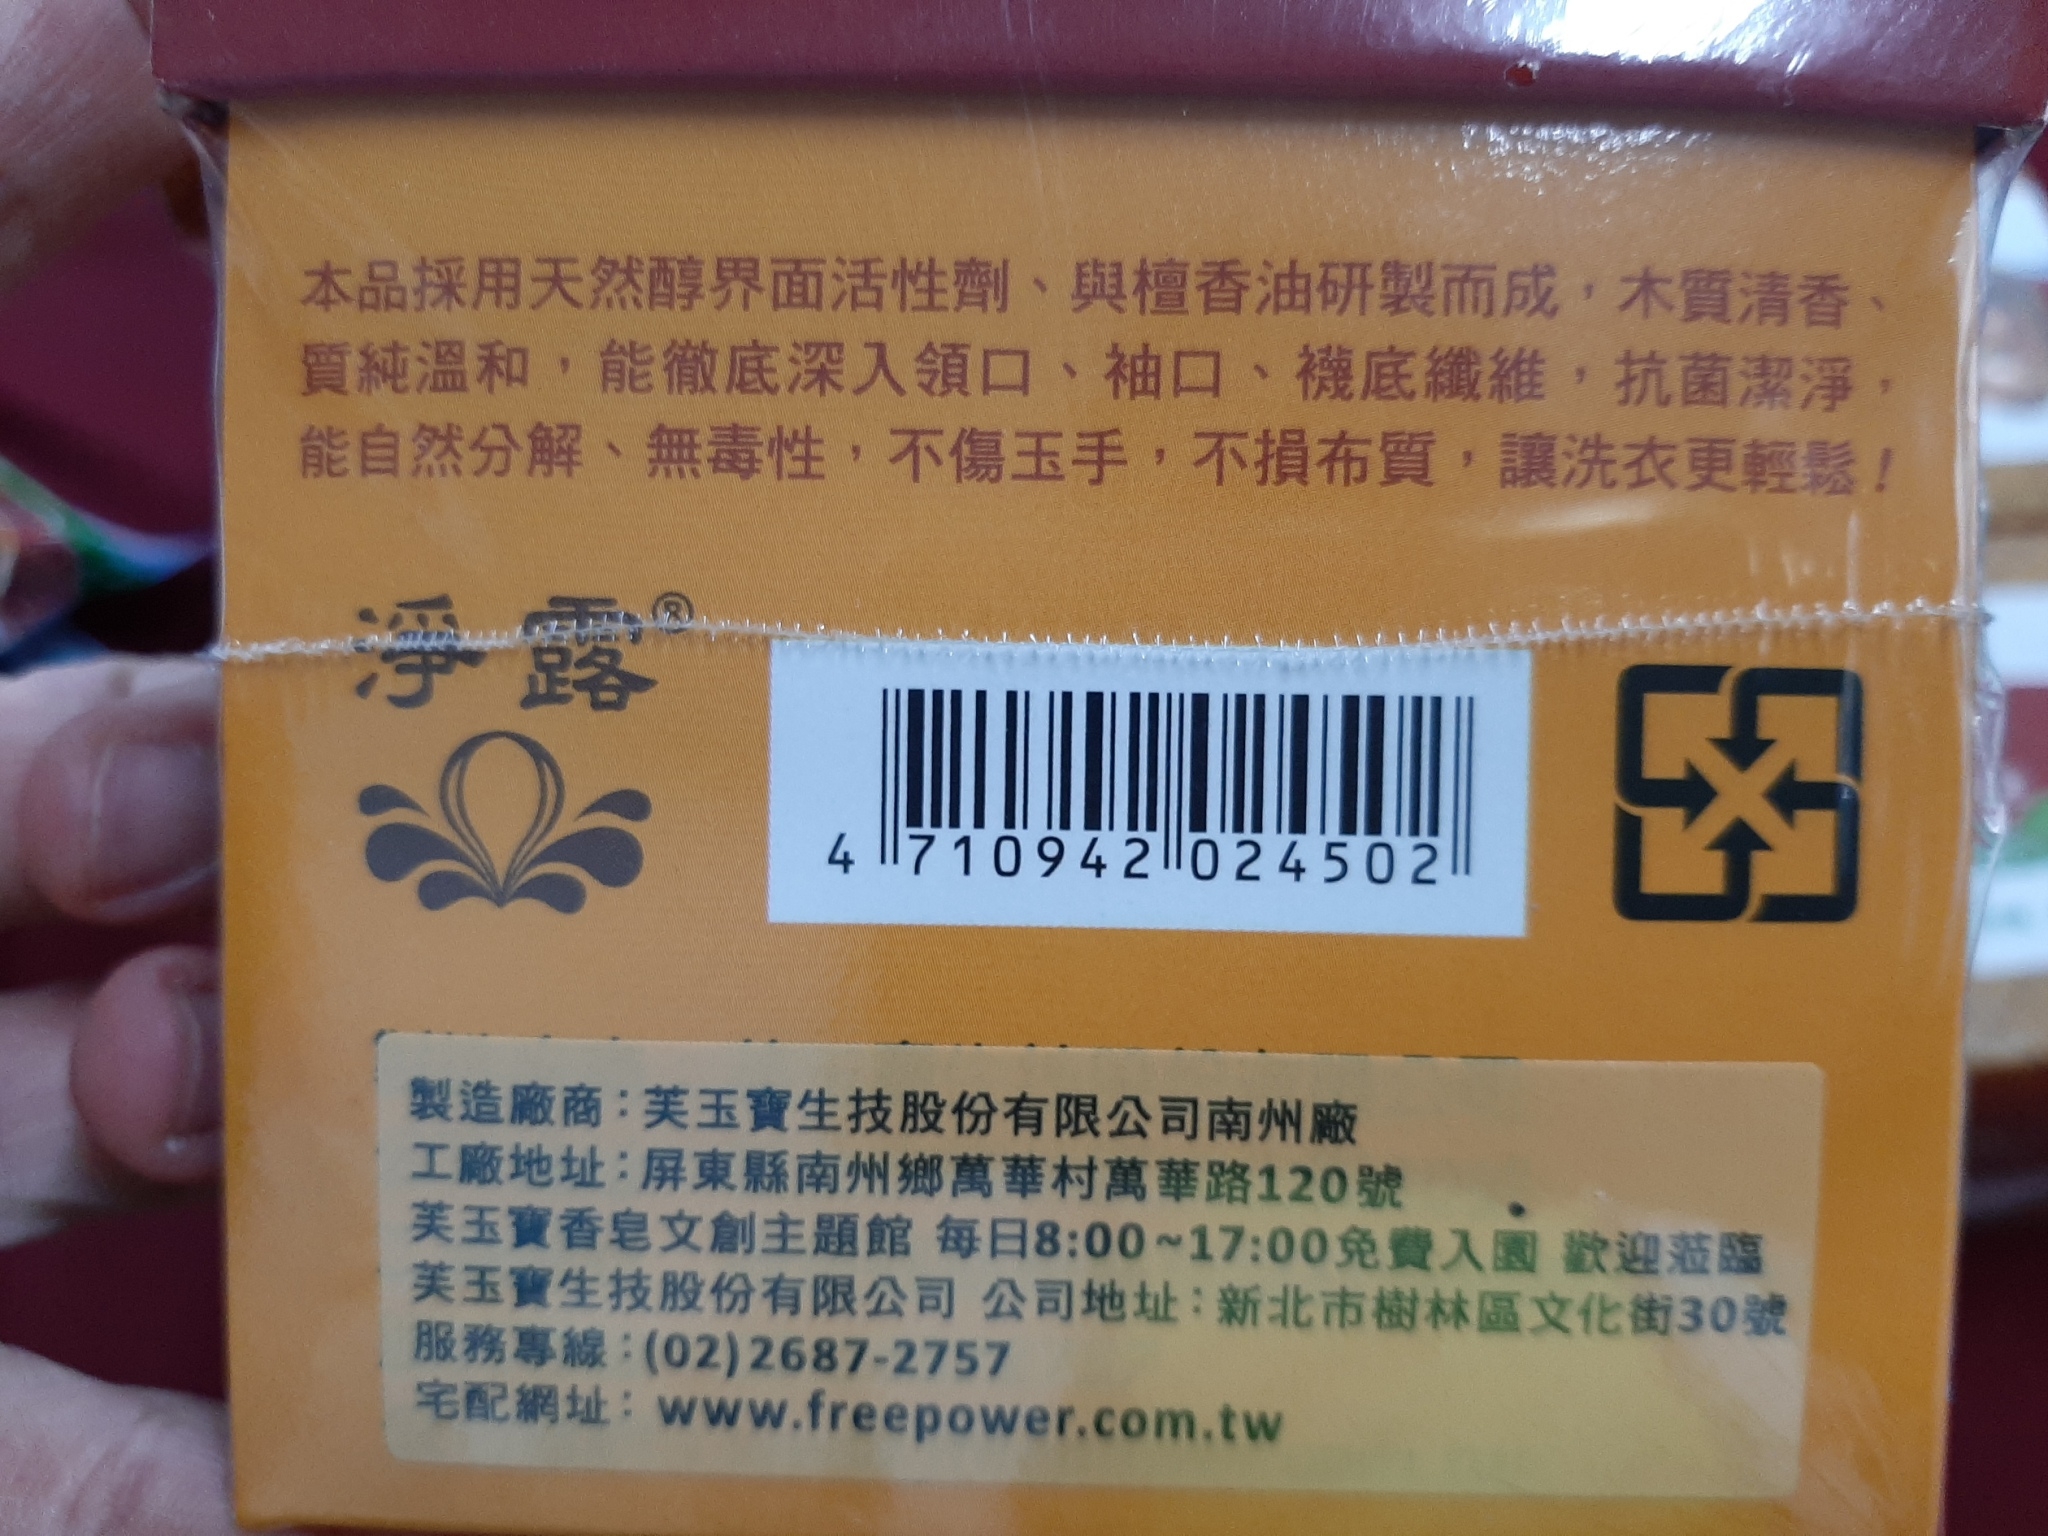 本品採用天然醇界面活性劑、與檀香油研製而成，木質清香、
質純溫和，能徹底深入領口、袖口、襪底纖維，抗菌潔淨，
能自然分解、無毒性，不傷玉手，不損布質，讓洗衣更輕鬆！
淨露®
4 710942 024502
製造廠商：芙玉寶生技股份有限公司南州廠
工廠地址：屏東縣南州鄉萬華村萬華路120號
芙玉寶香皂文創主題館 每日8:00~17:00免費入園 歡迎蒞臨
芙玉寶生技股份有限公司 公司地址：新北市樹林區文化街30號
服務專線：(02)2687-2757
宅配網址：www.freepower.com.tw